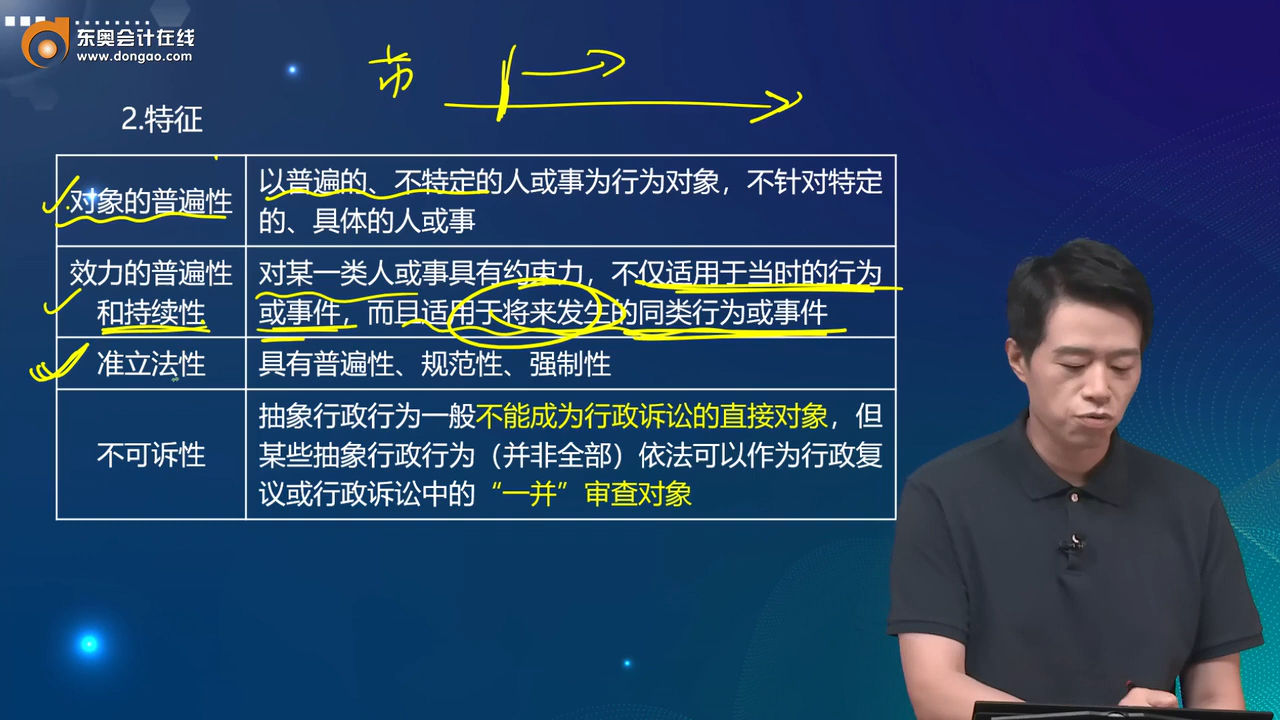 东奥会计在线
www.dongao.com
市
2.特征
对象的普遍性
以普遍的、不特定的人或事为行为对象，不针对特定
的、具体的人或事
效力的普遍性
和持续性
对某一类人或事具有约束力，不仅适用于当时的行为
或事件，而且适用于将来发生的同类行为或事件
准立法性
具有普遍性、规范性、强制性
不可诉性
抽象行政行为一般不能成为行政诉讼的直接对象，但
某些抽象行政行为（并非全部）依法可以作为行政复
议或行政诉讼中的“一并”审查对象